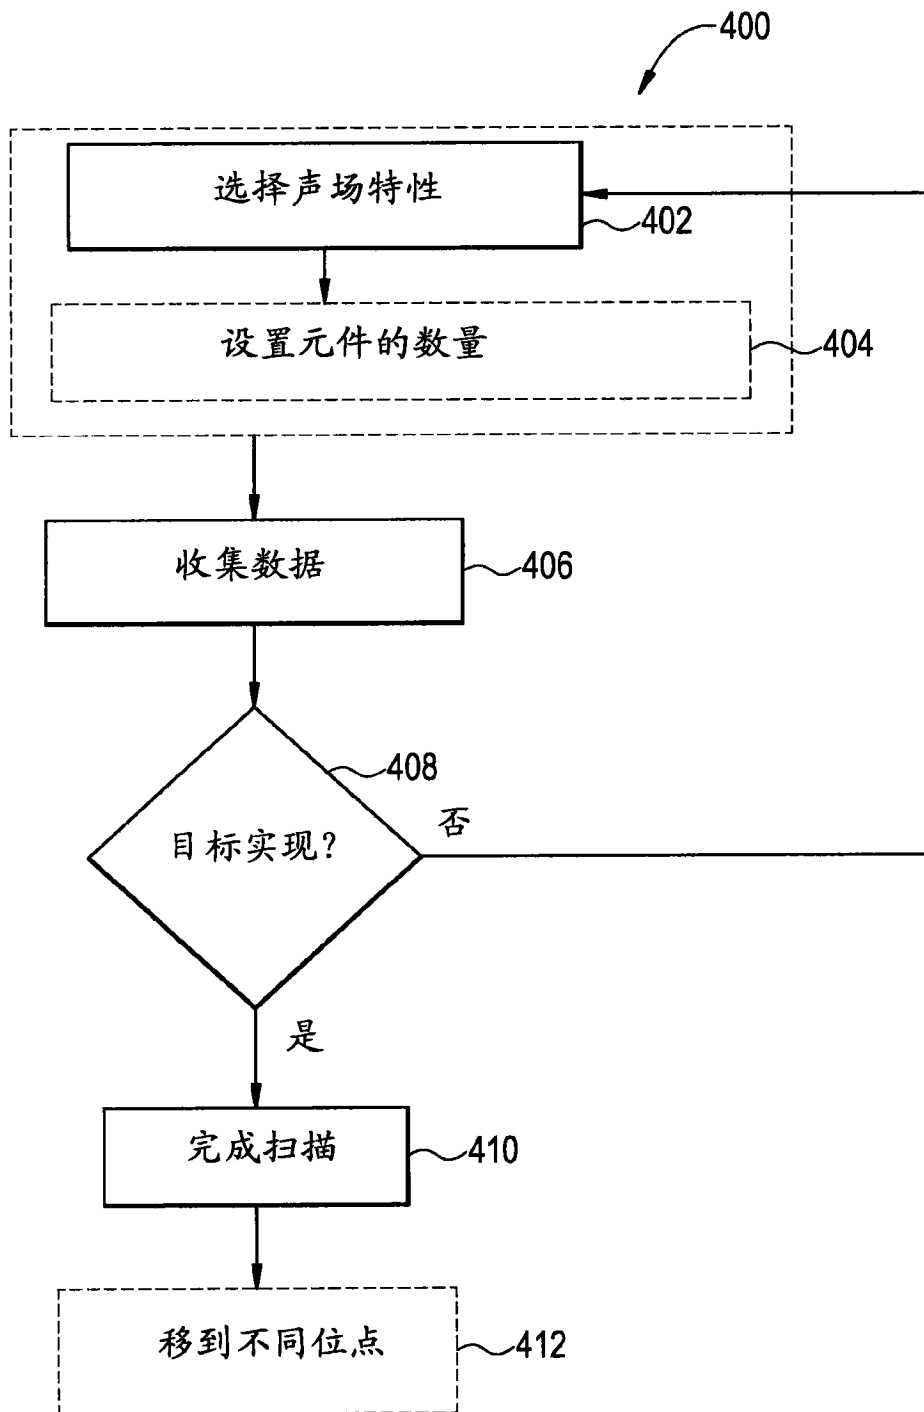 400
选择声场特性
402
设置元件的数量
404
收集数据
406
408
目标实现?
否
是
完成扫描
410
移到不同位点
412